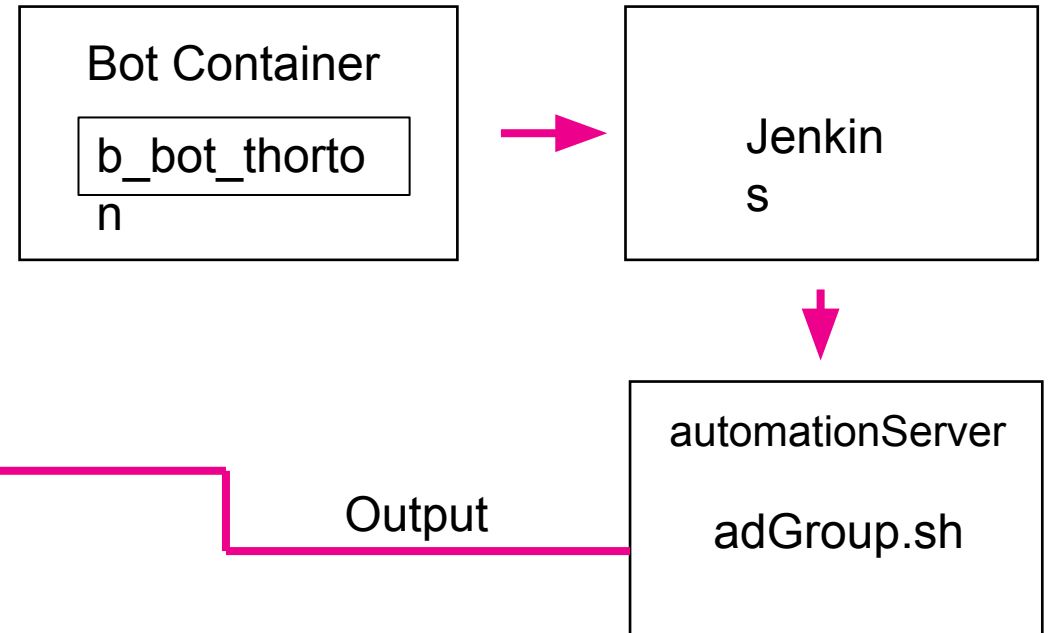 Bot Container
b_bot_thorto
n
Jenkin
s
automationServer
adGroup.sh
Output